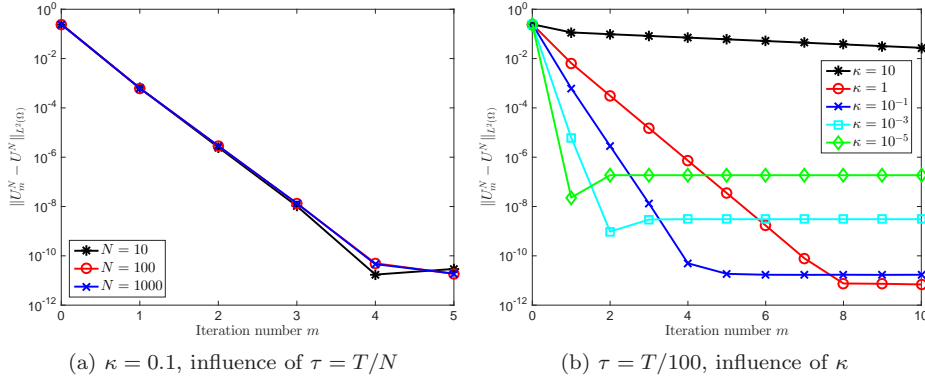 10^0
10^-2
10^-4
10^-6
10^-8
10^-10
10^-12
‖U_m^N − U^N‖_{L²(Ω)}
N = 10
N = 100
N = 1000
0 1 2 3 4 5
Iteration number m
(a) κ = 0.1, influence of τ = T/N
10^0
10^-2
10^-4
10^-6
10^-8
10^-10
10^-12
‖U_m^N − U^N‖_{L²(Ω)}
κ = 10
κ = 1
κ = 10^-1
κ = 10^-3
κ = 10^-5
0 2 4 6 8 10
Iteration number m
(b) τ = T/100, influence of κ